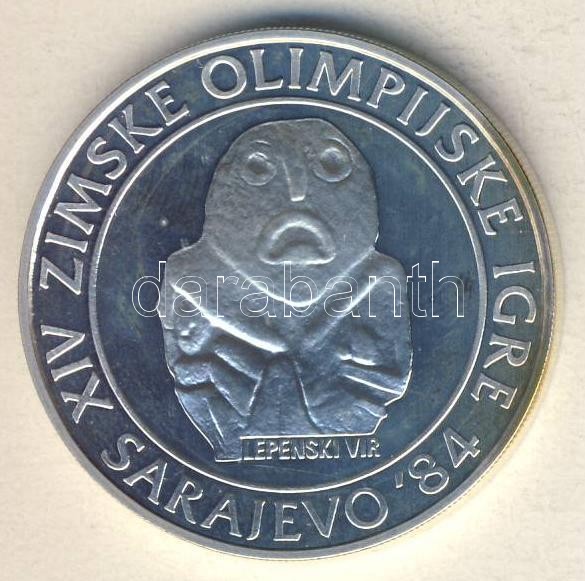 XIV ZIMSKE OLIMPIJSKE IGRE
SARAJEVO '84
LEPENSKI VIR
darabanth